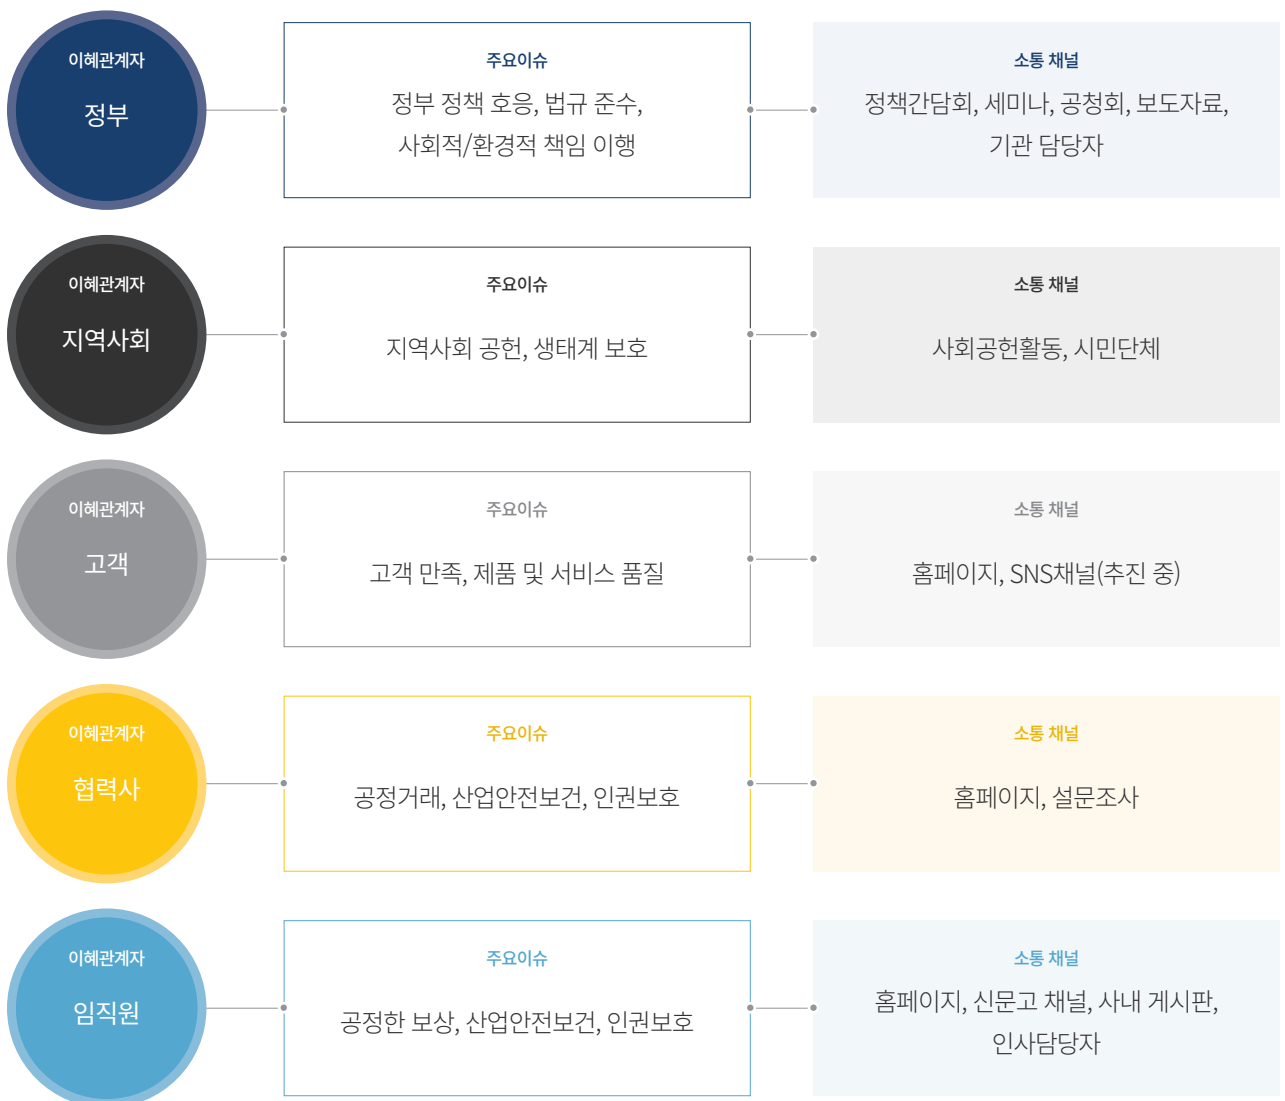 이혜관계자
정부
주요이슈
정부 정책 호응, 법규 준수,
사회적/환경적 책임 이행
소통 채널
정책간담회, 세미나, 공청회, 보도자료,
기관 담당자
이혜관계자
지역사회
주요이슈
지역사회 공헌, 생태계 보호
소통 채널
사회공헌활동, 시민단체
이혜관계자
고객
주요이슈
고객 만족, 제품 및 서비스 품질
소통 채널
홈페이지, SNS채널(추진 중)
이혜관계자
협력사
주요이슈
공정거래, 산업안전보건, 인권보호
소통 채널
홈페이지, 설문조사
이혜관계자
임직원
주요이슈
공정한 보상, 산업안전보건, 인권보호
소통 채널
홈페이지, 신문고 채널, 사내 게시판,
인사담당자